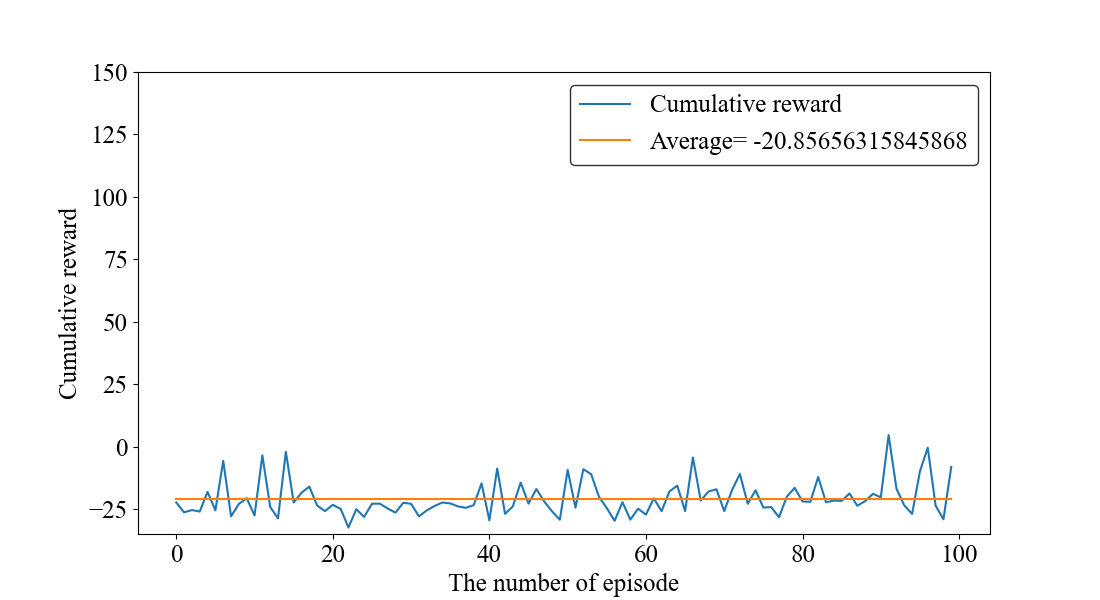 150
125
100
75
50
25
0
−25
Cumulative reward
Cumulative reward
Average= -20.85656315845868
0 20 40 60 80 100
The number of episode